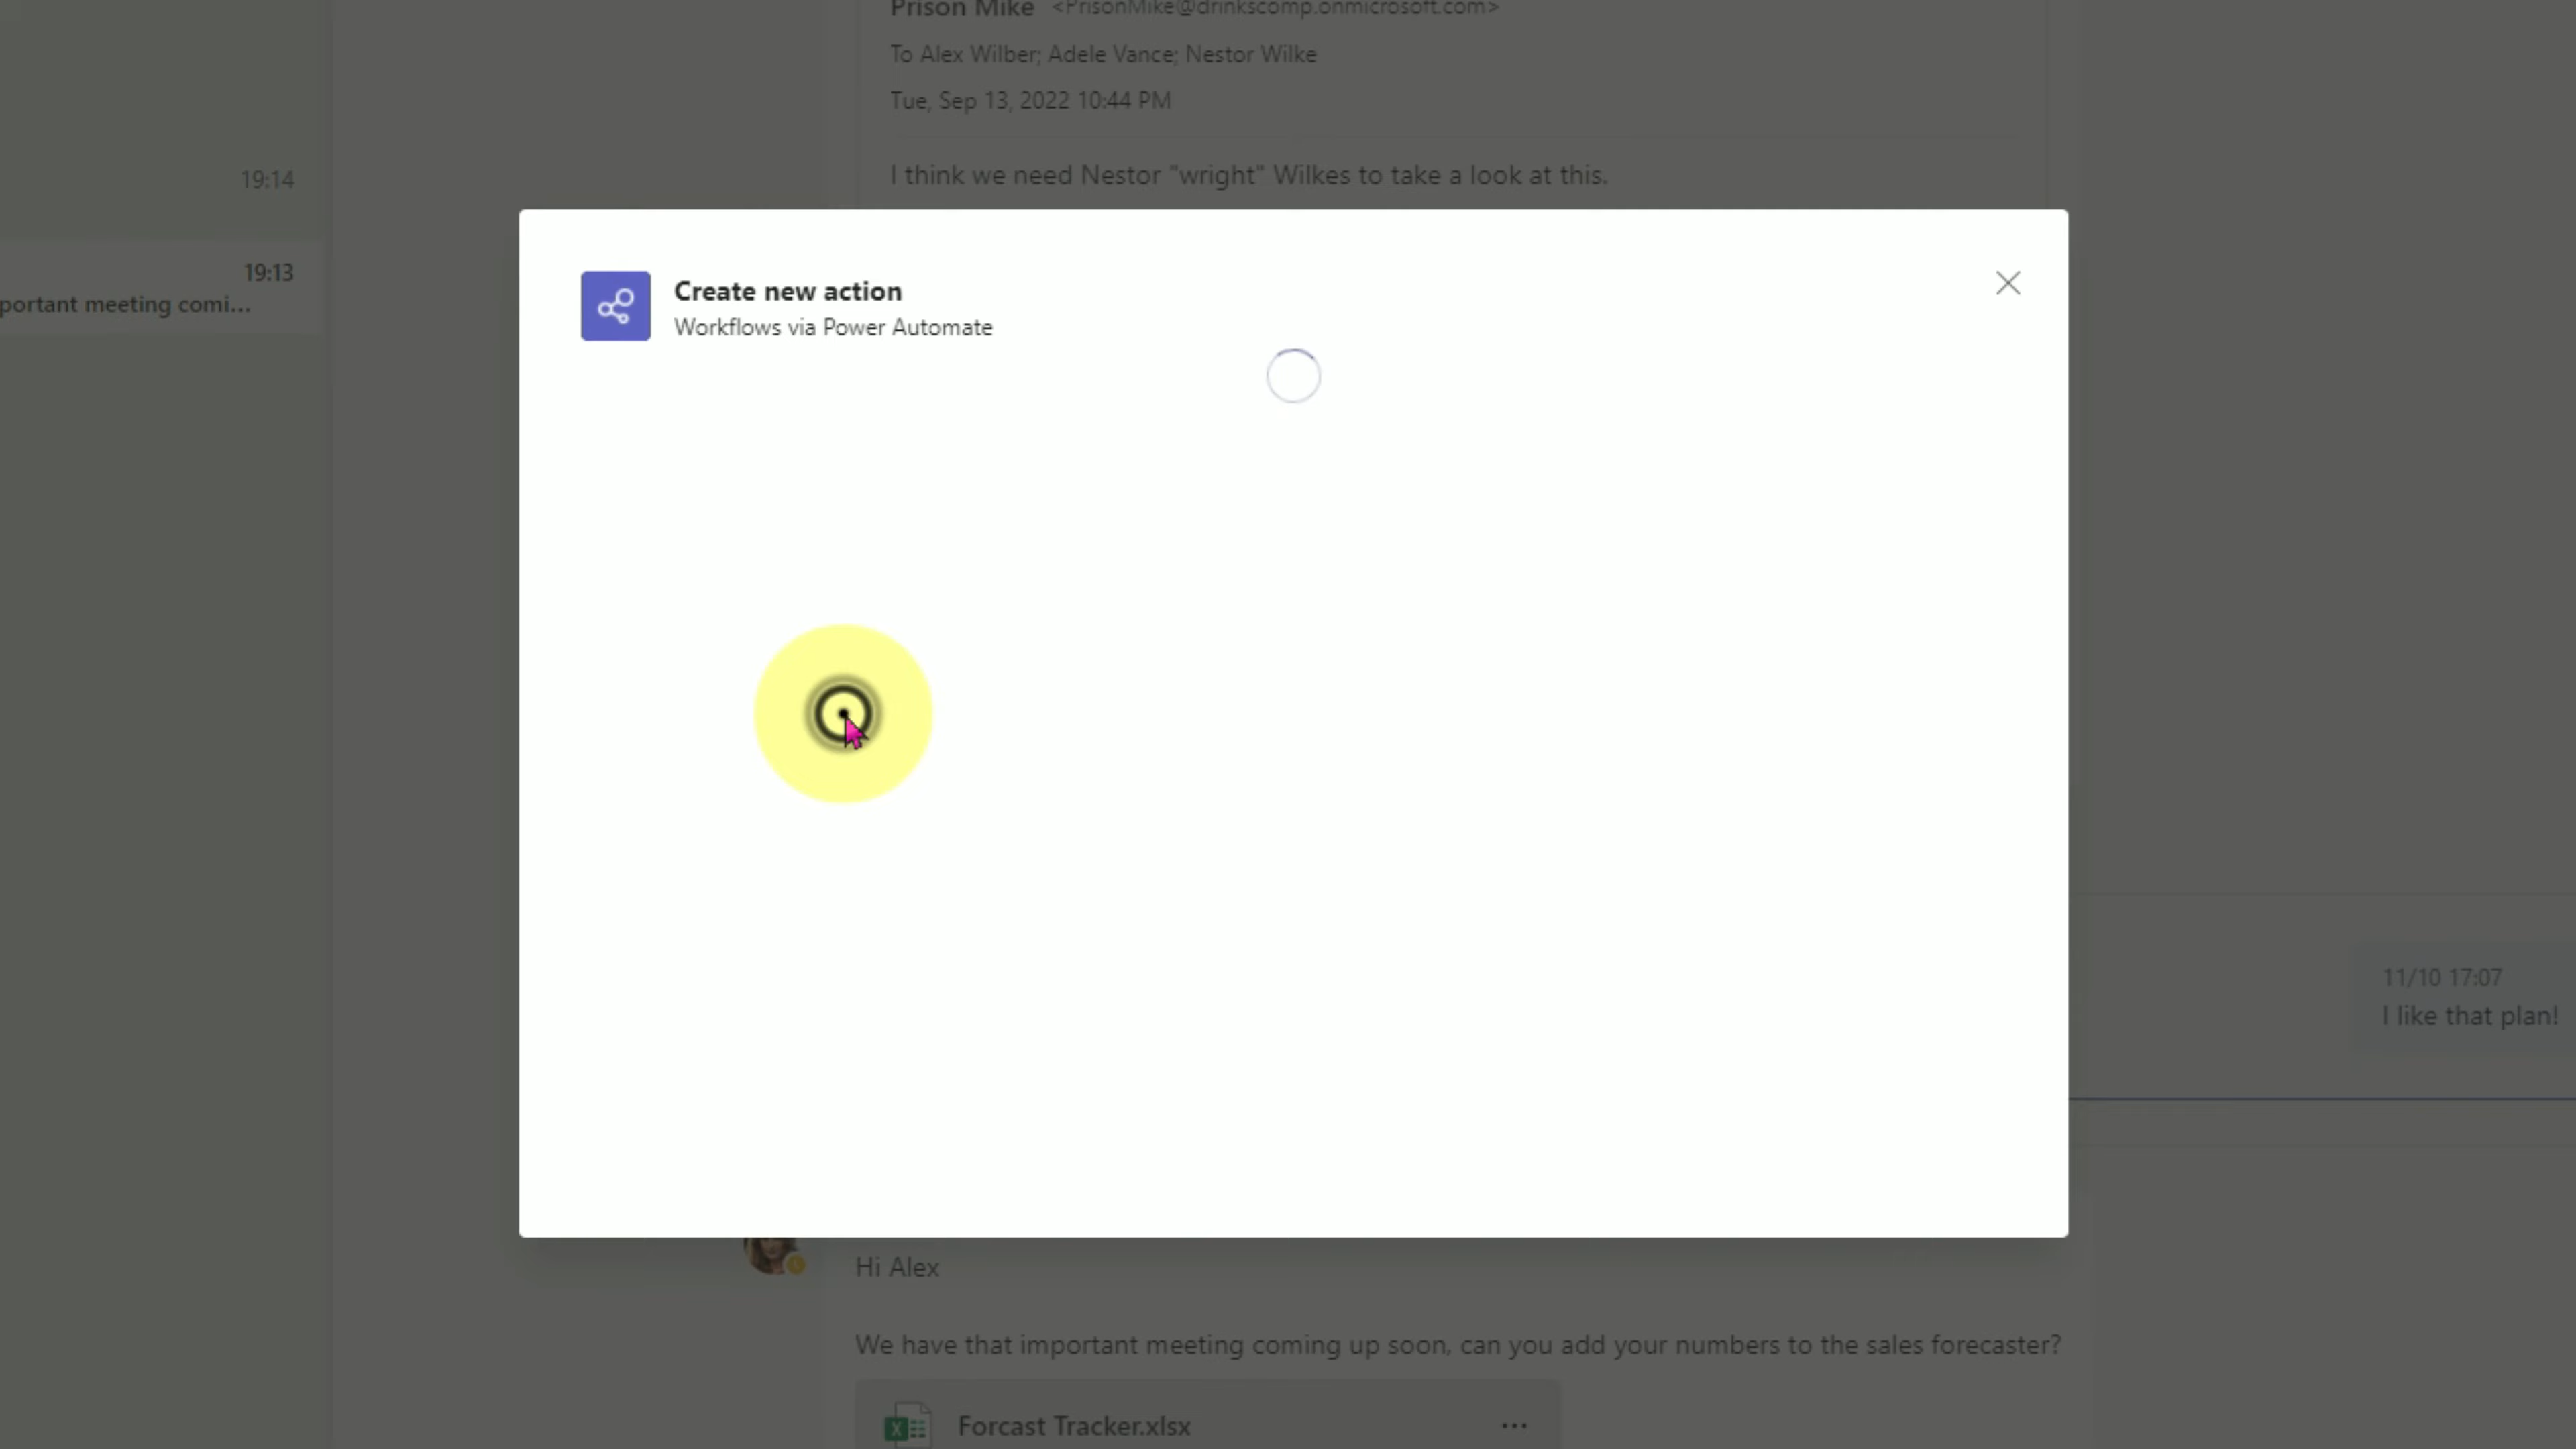 Prison Mike <PrisonMike@drinkscomp.onmicrosoft.com>
To Alex Wilber; Adele Vance; Nestor Wilke
Tue, Sep 13, 2022 10:44 PM
19:14
I think we need Nestor "wright" Wilkes to take a look at this.
19:13
portant meeting comi...
Create new action
Workflows via Power Automate
11/10 17:07
I like that plan!
Hi Alex
We have that important meeting coming up soon, can you add your numbers to the sales forecaster?
Forcast Tracker.xlsx